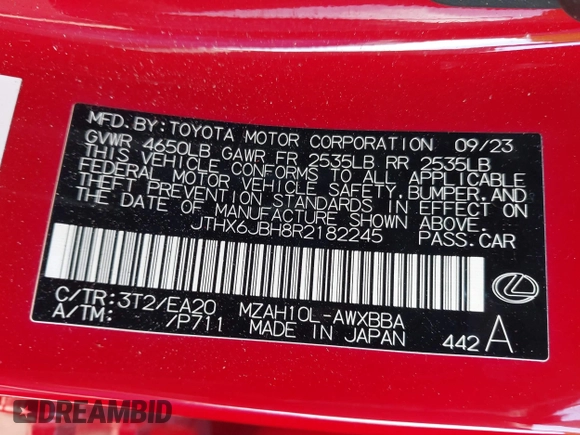 MFD. BY: TOYOTA MOTOR CORPORATION 09/23
GVWR 4650LB GAWR FR 2535LB RR 2535LB
THIS VEHICLE CONFORMS TO ALL APPLICABLE
FEDERAL MOTOR VEHICLE SAFETY, BUMPER, AND
THEFT PREVENTION STANDARDS IN EFFECT ON
THE DATE OF MANUFACTURE SHOWN ABOVE.
JTHX6JBH8R2182245 PASS. CAR
C/TR: 3T2/EA20 MZAH10L-AWXBBA
A/TM: /P711 MADE IN JAPAN 442 A
DREAMBID